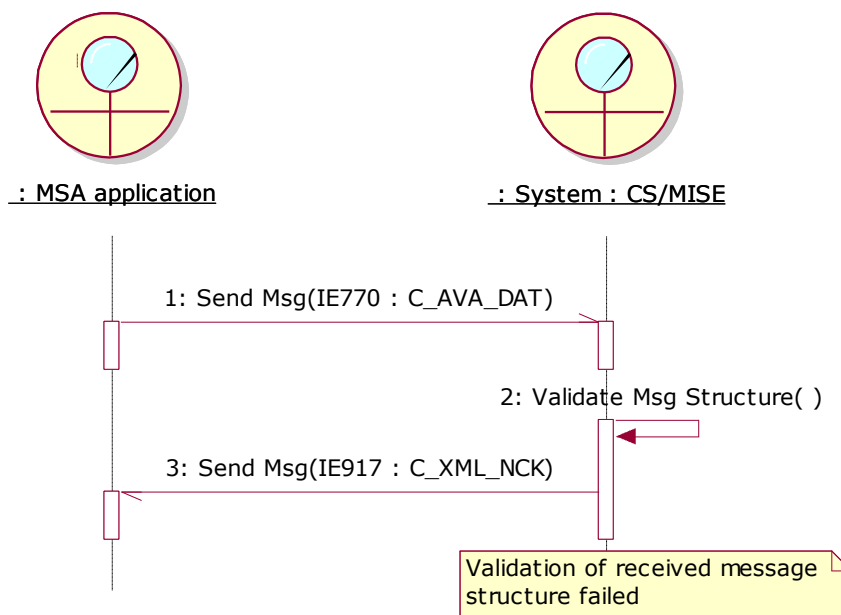 : MSA application
: System : CS/MISE
1: Send Msg(IE770 : C_AVA_DAT)
2: Validate Msg Structure( )
3: Send Msg(IE917 : C_XML_NCK)
Validation of received message
structure failed